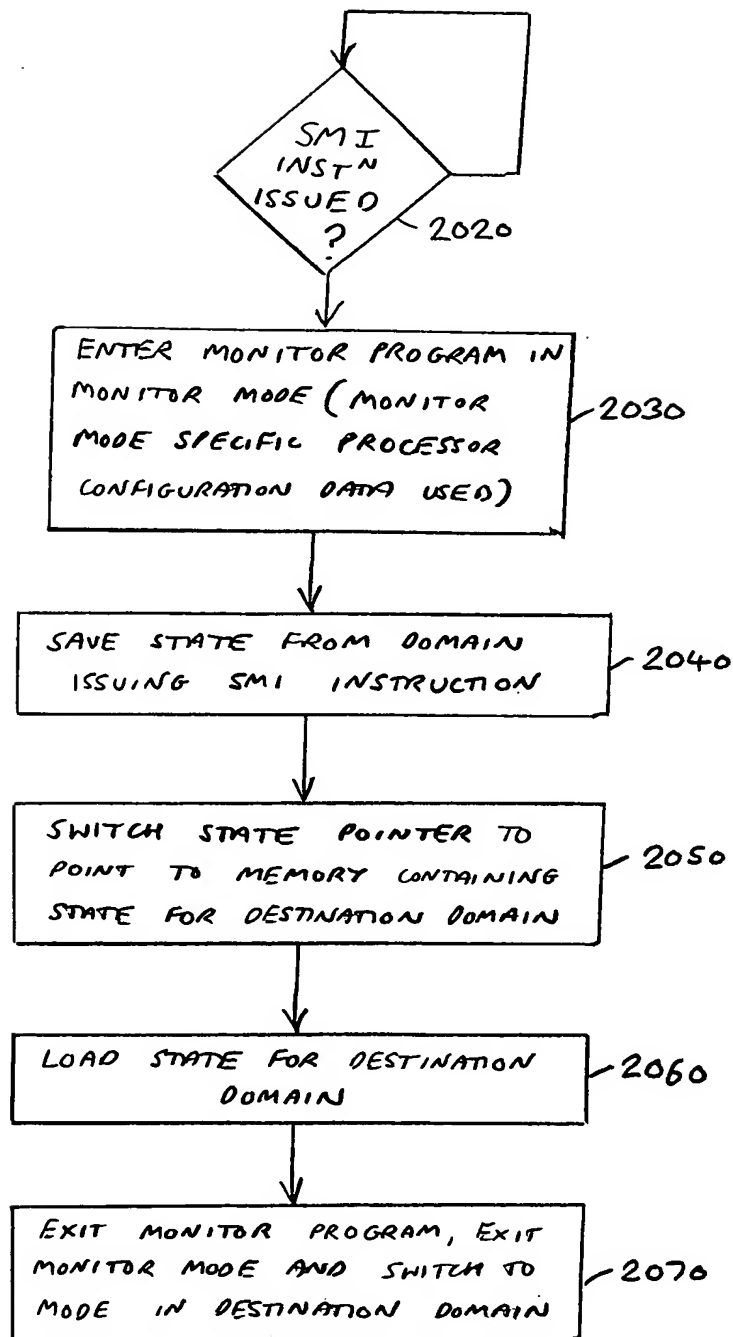 SMI
INSTN
ISSUED
?
2020
ENTER MONITOR PROGRAM IN
MONITOR MODE (MONITOR
MODE SPECIFIC PROCESSOR
CONFIGURATION DATA USED)
2030
SAVE STATE FROM DOMAIN
ISSUING SMI INSTRUCTION
2040
SWITCH STATE POINTER TO
POINT TO MEMORY CONTAINING
STATE FOR DESTINATION DOMAIN
2050
LOAD STATE FOR DESTINATION
DOMAIN
2060
EXIT MONITOR PROGRAM, EXIT
MONITOR MODE AND SWITCH TO
MODE IN DESTINATION DOMAIN
2070